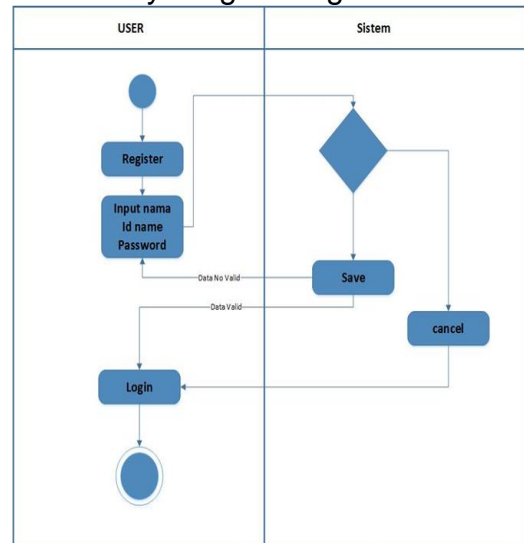 USER
Sistem
Register
Input nama
Id name
Password
Data No Valid
Save
Data Valid
cancel
Login